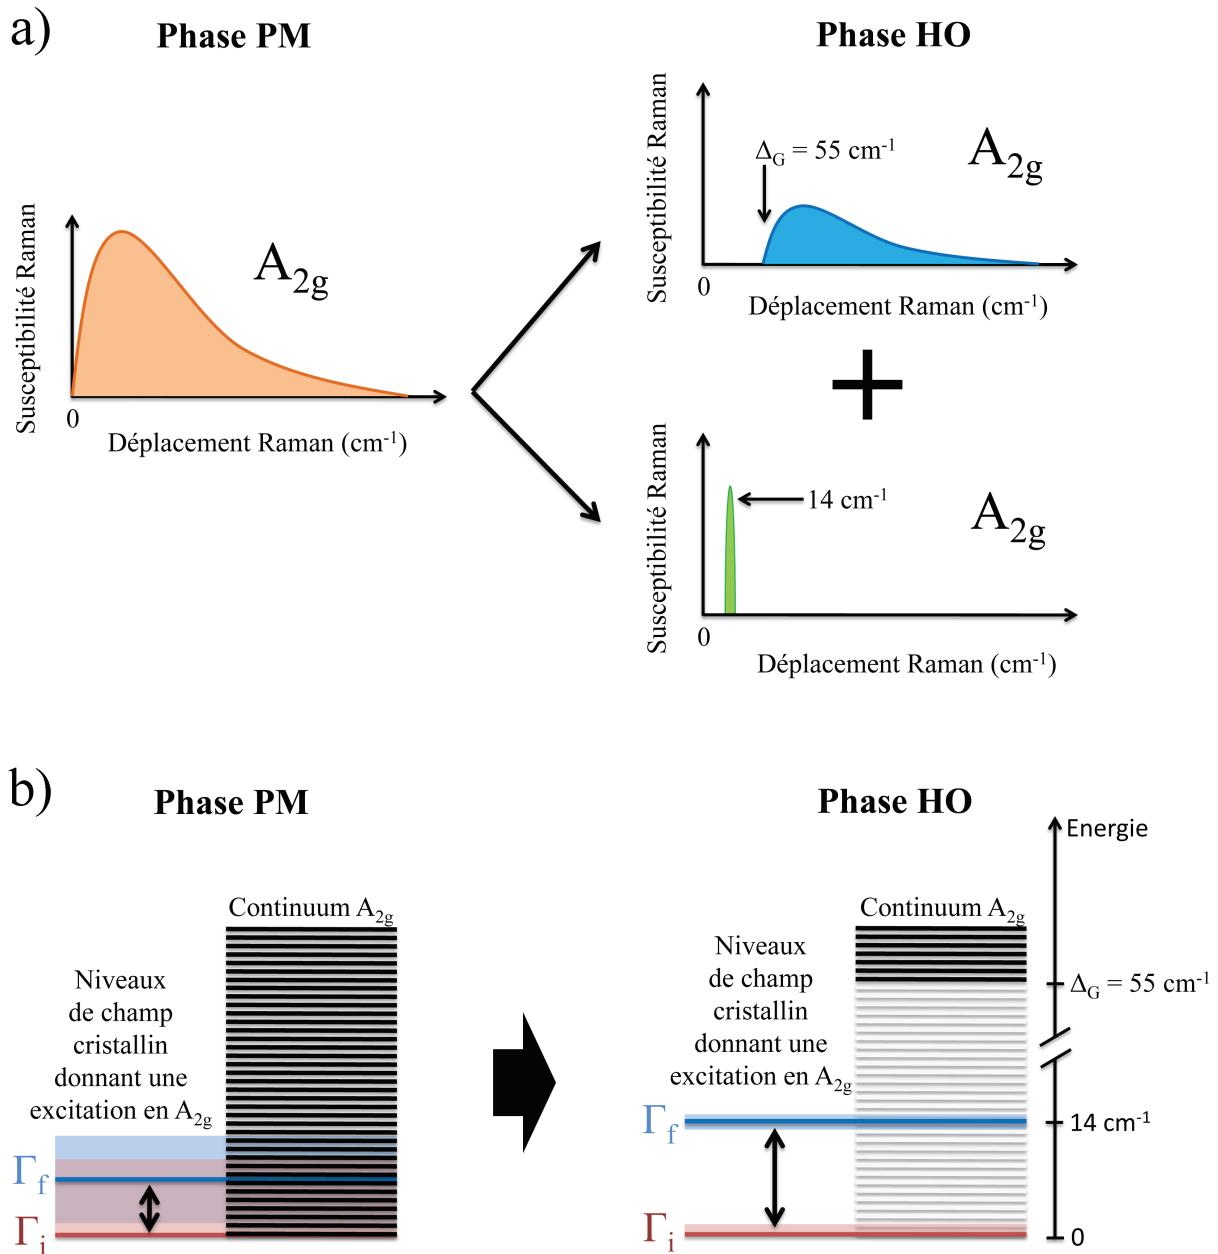 a)
Phase PM
Phase HO
Susceptibilité Raman
A2g
0
Déplacement Raman (cm-1)
Susceptibilité Raman
ΔG = 55 cm-1
A2g
0
Déplacement Raman (cm-1)
+
Susceptibilité Raman
14 cm-1
A2g
0
Déplacement Raman (cm-1)
b)
Phase PM
Phase HO
Continuum A2g
Niveaux
de champ
cristallin
donnant une
excitation en A2g
Γf
Γi
Energie
Continuum A2g
Niveaux
de champ
cristallin
donnant une
excitation en A2g
ΔG = 55 cm-1
Γf
14 cm-1
Γi
0